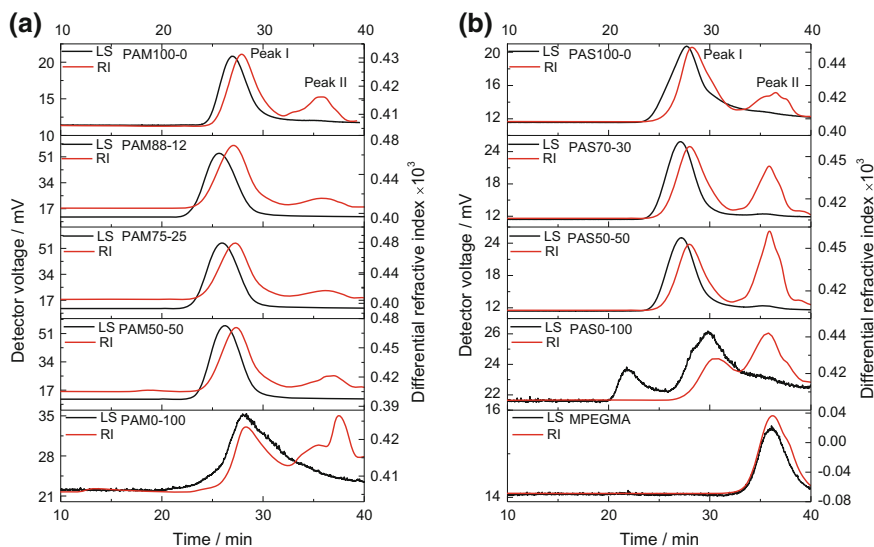 (a)
20 30 40
LS PAM100-0
RI
Peak I
Peak II
20
15
10
0.43
0.42
0.41
LS PAM88-12
RI
51
34
17
0.48
0.44
0.40
LS PAM75-25
RI
51
34
17
0.48
0.44
0.40
LS PAM50-50
RI
51
34
17
0.47
0.44
0.42
0.39
LS PAM0-100
RI
35
28
22
21
0.42
0.41
10 20 30 40
Time / min
Detector voltage / mV
Differential refractive index ×10³
(b)
10 20 30 40
LS PAS100-0
RI
Peak I
Peak II
20
16
12
0.44
0.42
0.40
LS PAS70-30
RI
24
18
12
0.46
0.44
0.41
LS PAS50-50
RI
24
18
12
0.45
0.41
LS PAS0-100
RI
26
24
22
0.44
0.42
LS MPEGMA
RI
16
14
0.04
0.00
-0.04
-0.08
10 20 30 40
Time / min
Detector voltage / mV
Differential refractive index ×10³